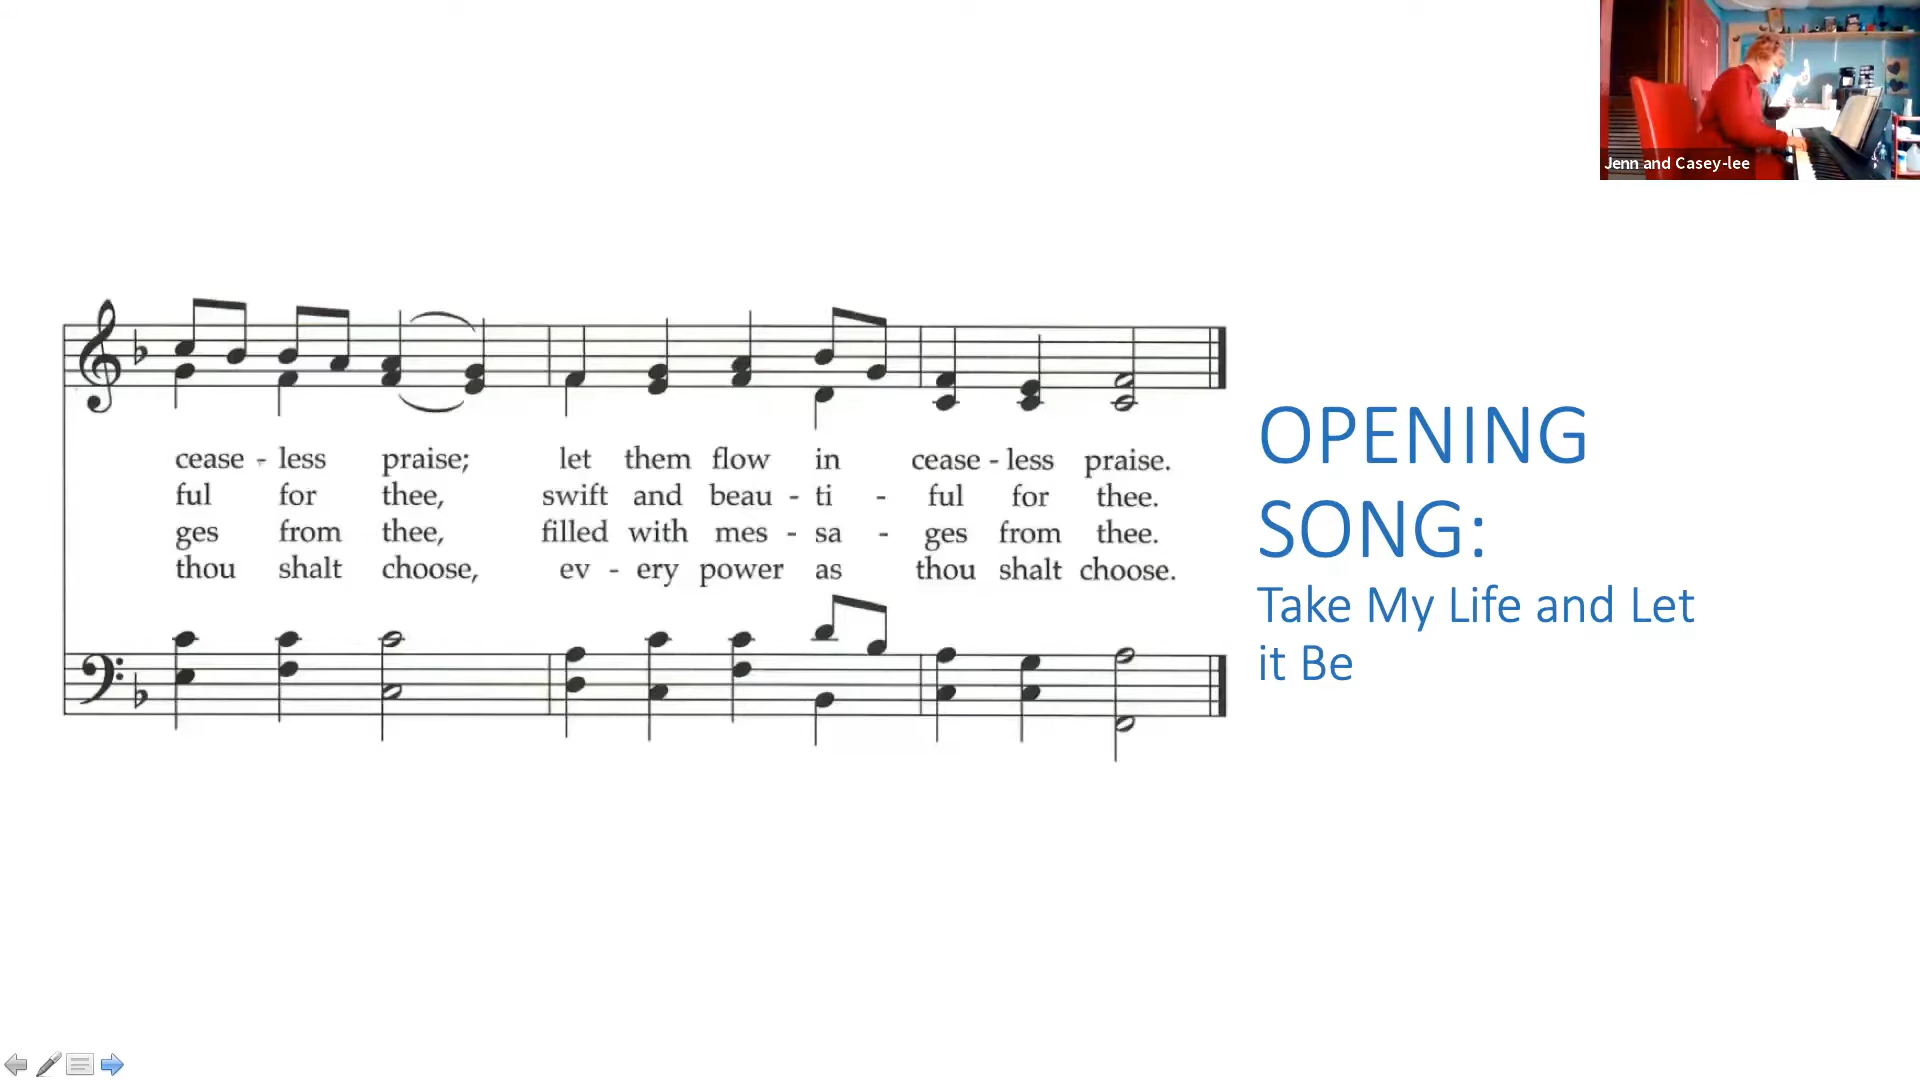 Jenn and Casey-lee
cease - less praise; let them flow in cease - less praise.
ful for thee, swift and beau - ti - ful for thee.
ges from thee, filled with mes - sa - ges from thee.
thou shalt choose, ev - ery power as thou shalt choose.
OPENING
SONG:
Take My Life and Let
it Be